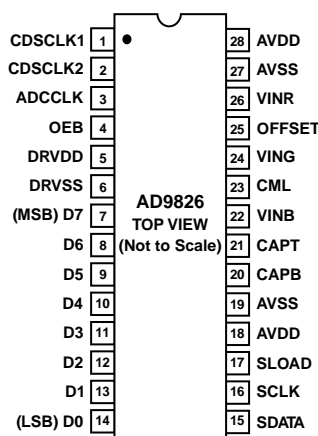 CDSCLK1 1 28 AVDD
CDSCLK2 2 27 AVSS
ADCCLK 3 26 VINR
OEB 4 25 OFFSET
DRVDD 5 24 VING
DRVSS 6 23 CML
(MSB) D7 7 22 VINB
D6 8 21 CAPT
D5 9 20 CAPB
D4 10 19 AVSS
D3 11 18 AVDD
D2 12 17 SLOAD
D1 13 16 SCLK
(LSB) D0 14 15 SDATA
AD9826
TOP VIEW
(Not to Scale)